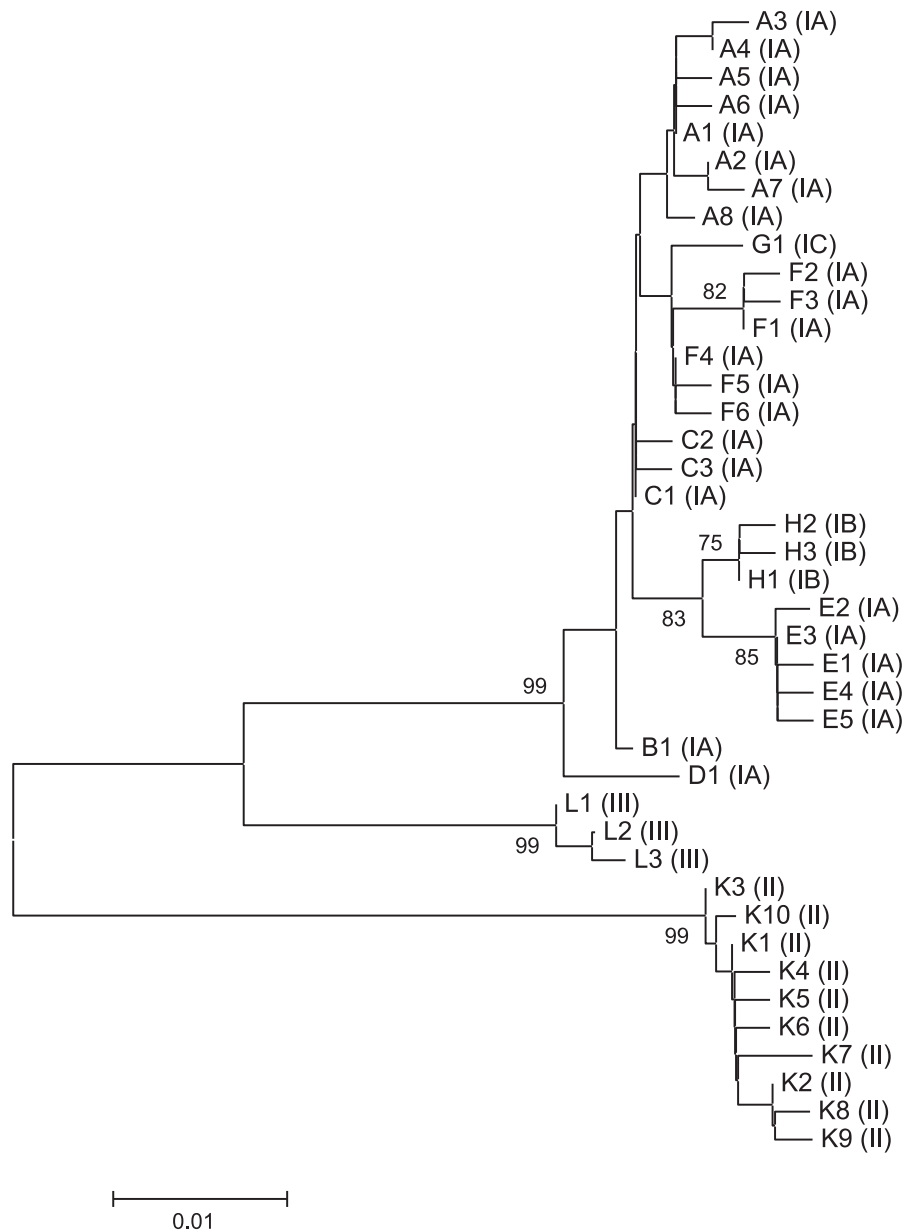 A3 (IA)
A4 (IA)
A5 (IA)
A6 (IA)
A1 (IA)
A2 (IA)
A7 (IA)
A8 (IA)
G1 (IC)
F2 (IA)
82
F3 (IA)
F1 (IA)
F4 (IA)
F5 (IA)
F6 (IA)
C2 (IA)
C3 (IA)
C1 (IA)
H2 (IB)
75
H3 (IB)
H1 (IB)
E2 (IA)
83
E3 (IA)
85
E1 (IA)
99
E4 (IA)
E5 (IA)
B1 (IA)
D1 (IA)
L1 (III)
L2 (III)
99
L3 (III)
K3 (II)
K10 (II)
99
K1 (II)
K4 (II)
K5 (II)
K6 (II)
K7 (II)
K2 (II)
K8 (II)
K9 (II)
0.01